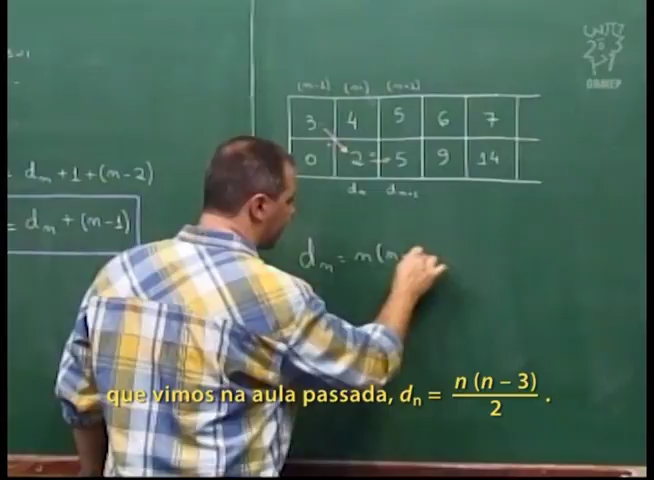 (n-1) (n) (n+1)
3 4 5 6 7
0 2 5 9 14
dₙ dₙ₊₁
= dₙ + 1 + (n-2)
= dₙ + (n-1)
dₙ = n (n
OBMEP
que vimos na aula passada, dₙ = n (n – 3) / 2 .